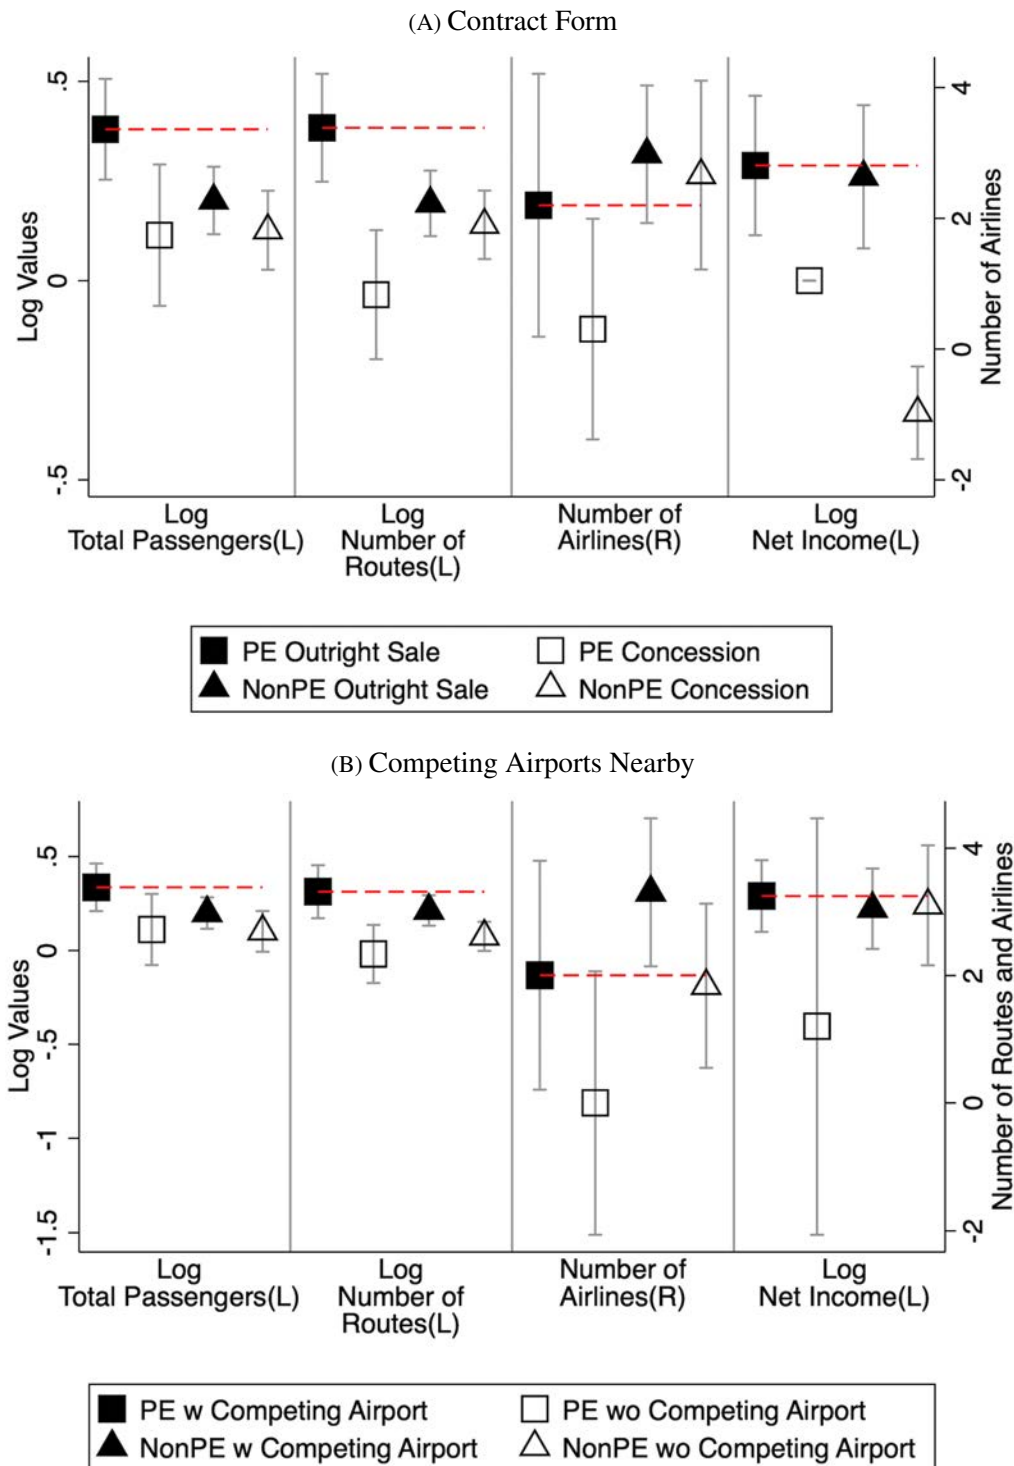 (A) Contract Form
.5
0
-.5
Log Values
4
2
0
-2
Number of Airlines
Log
Total Passengers(L)
Log
Number of
Routes(L)
Number of
Airlines(R)
Log
Net Income(L)
PE Outright Sale
PE Concession
NonPE Outright Sale
NonPE Concession
(B) Competing Airports Nearby
.5
0
-.5
-1
-1.5
Log Values
4
2
0
-2
Number of Routes and Airlines
Log
Total Passengers(L)
Log
Number of
Routes(L)
Number of
Airlines(R)
Log
Net Income(L)
PE w Competing Airport
PE wo Competing Airport
NonPE w Competing Airport
NonPE wo Competing Airport